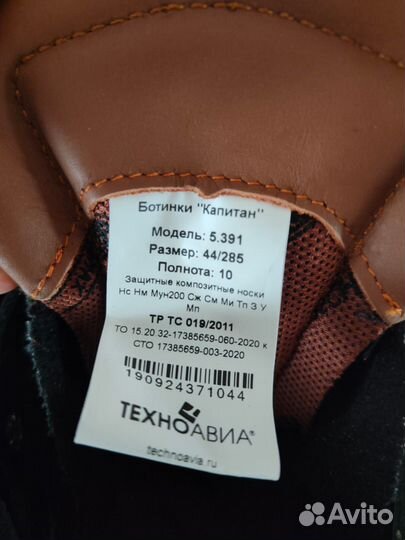 Ботинки "Капитан"
Модель: 5.391
Размер: 44/285
Полнота: 10
Защитные композитные носки
Нс Нм Мун200 Сж См Ми Тп З У
Мп
ТР ТС 019/2011
ТО 15.20.32-17385659-060-2020 к
СТО 17385659-003-2020
190924371044
ТЕХНОАВИА®
technoavia.ru
Avito